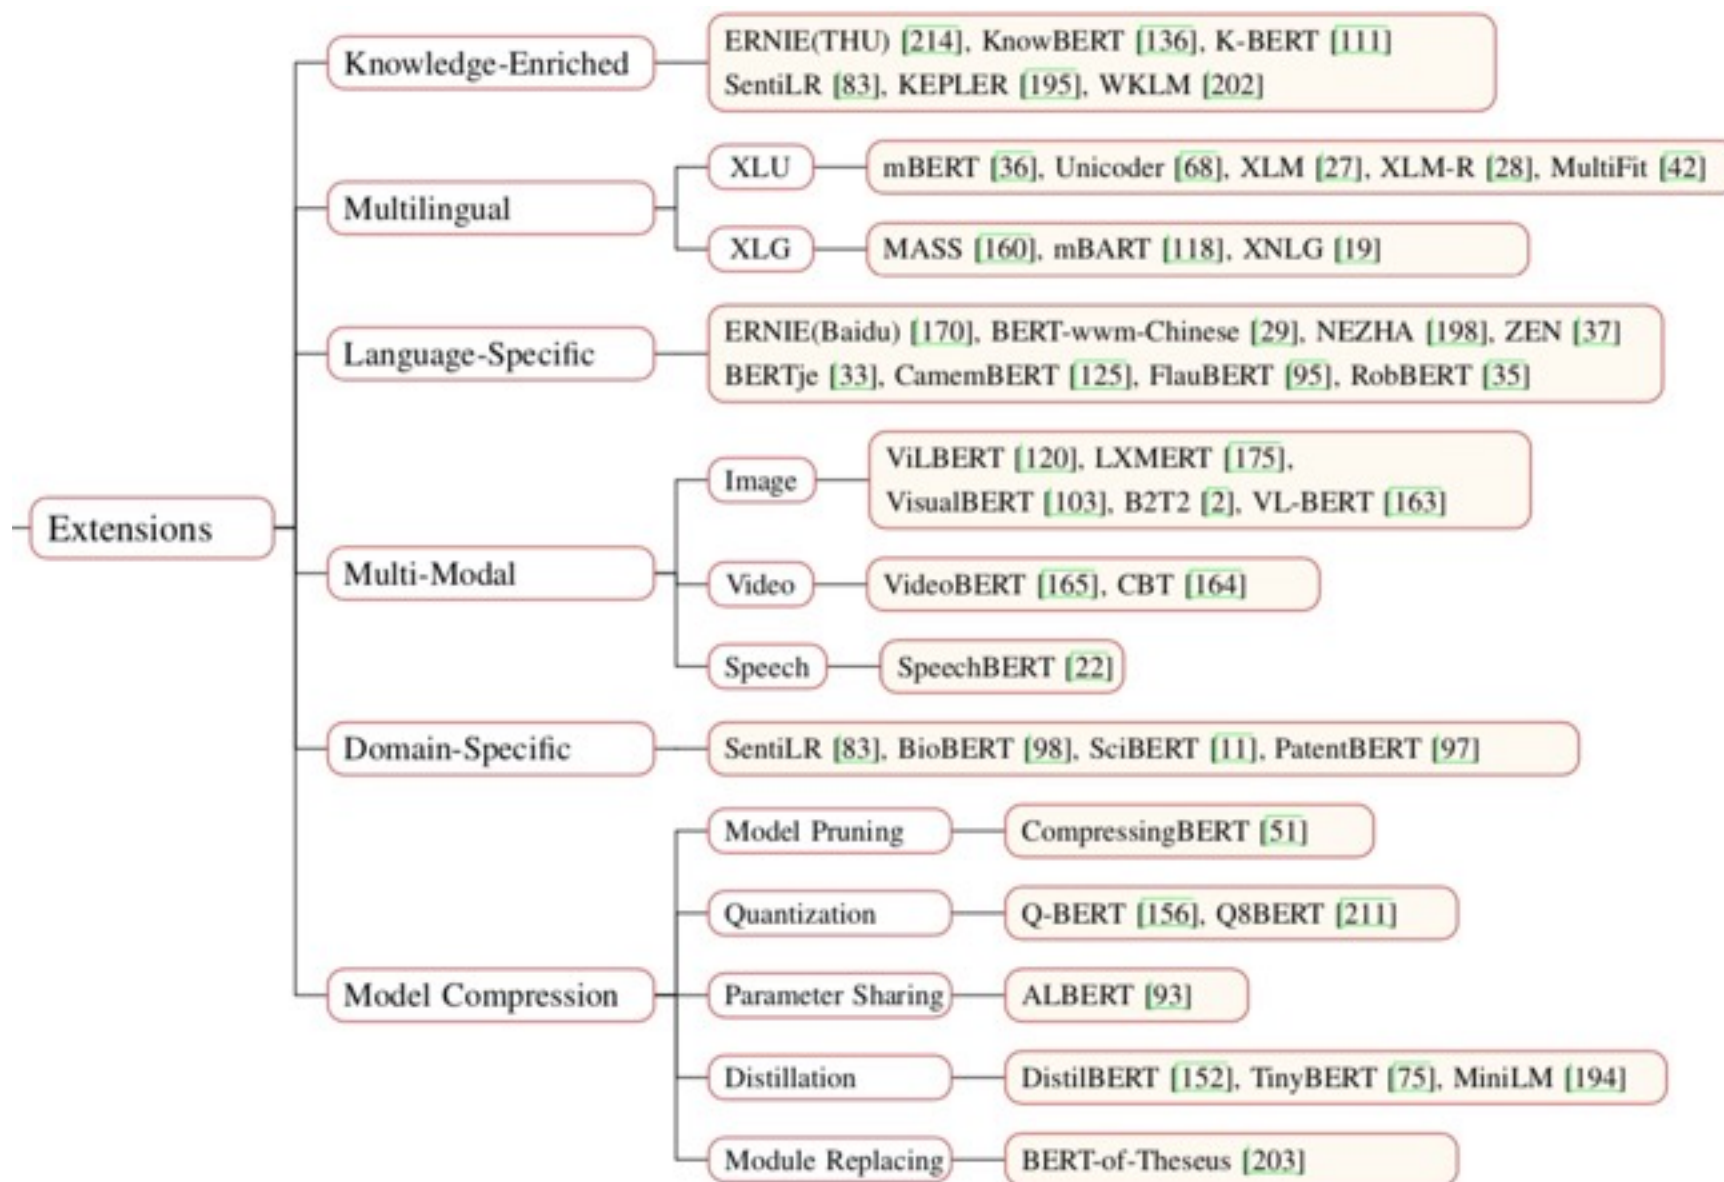 Extensions
Knowledge-Enriched
ERNIE(THU) [214], KnowBERT [136], K-BERT [111]
SentiLR [83], KEPLER [195], WKLM [202]
Multilingual
XLU
mBERT [36], Unicoder [68], XLM [27], XLM-R [28], MultiFit [42]
XLG
MASS [160], mBART [118], XNLG [19]
Language-Specific
ERNIE(Baidu) [170], BERT-wwm-Chinese [29], NEZHA [198], ZEN [37]
BERTje [33], CamemBERT [125], FlauBERT [95], RobBERT [35]
Multi-Modal
Image
ViLBERT [120], LXMERT [175],
VisualBERT [103], B2T2 [2], VL-BERT [163]
Video
VideoBERT [165], CBT [164]
Speech
SpeechBERT [22]
Domain-Specific
SentiLR [83], BioBERT [98], SciBERT [11], PatentBERT [97]
Model Compression
Model Pruning
CompressingBERT [51]
Quantization
Q-BERT [156], Q8BERT [211]
Parameter Sharing
ALBERT [93]
Distillation
DistilBERT [152], TinyBERT [75], MiniLM [194]
Module Replacing
BERT-of-Theseus [203]